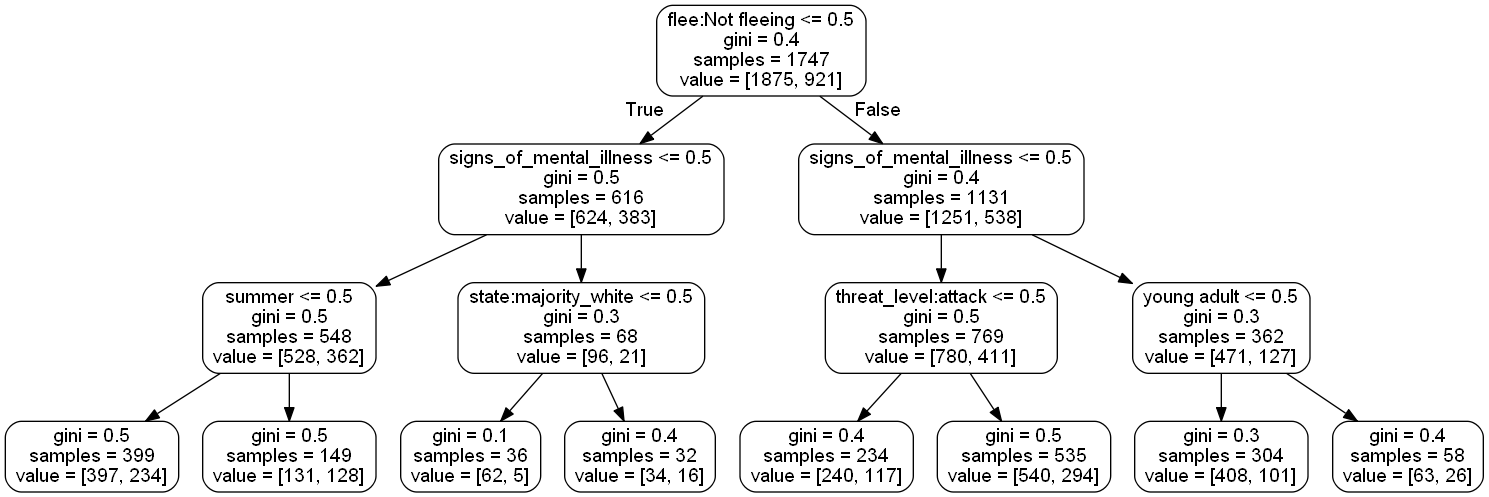 flee:Not fleeing <= 0.5
gini = 0.4
samples = 1747
value = [1875, 921]
True
False
signs_of_mental_illness <= 0.5
gini = 0.5
samples = 616
value = [624, 383]
signs_of_mental_illness <= 0.5
gini = 0.4
samples = 1131
value = [1251, 538]
summer <= 0.5
gini = 0.5
samples = 548
value = [528, 362]
state:majority_white <= 0.5
gini = 0.3
samples = 68
value = [96, 21]
threat_level:attack <= 0.5
gini = 0.5
samples = 769
value = [780, 411]
young adult <= 0.5
gini = 0.3
samples = 362
value = [471, 127]
gini = 0.5
samples = 399
value = [397, 234]
gini = 0.5
samples = 149
value = [131, 128]
gini = 0.1
samples = 36
value = [62, 5]
gini = 0.4
samples = 32
value = [34, 16]
gini = 0.4
samples = 234
value = [240, 117]
gini = 0.5
samples = 535
value = [540, 294]
gini = 0.3
samples = 304
value = [408, 101]
gini = 0.4
samples = 58
value = [63, 26]